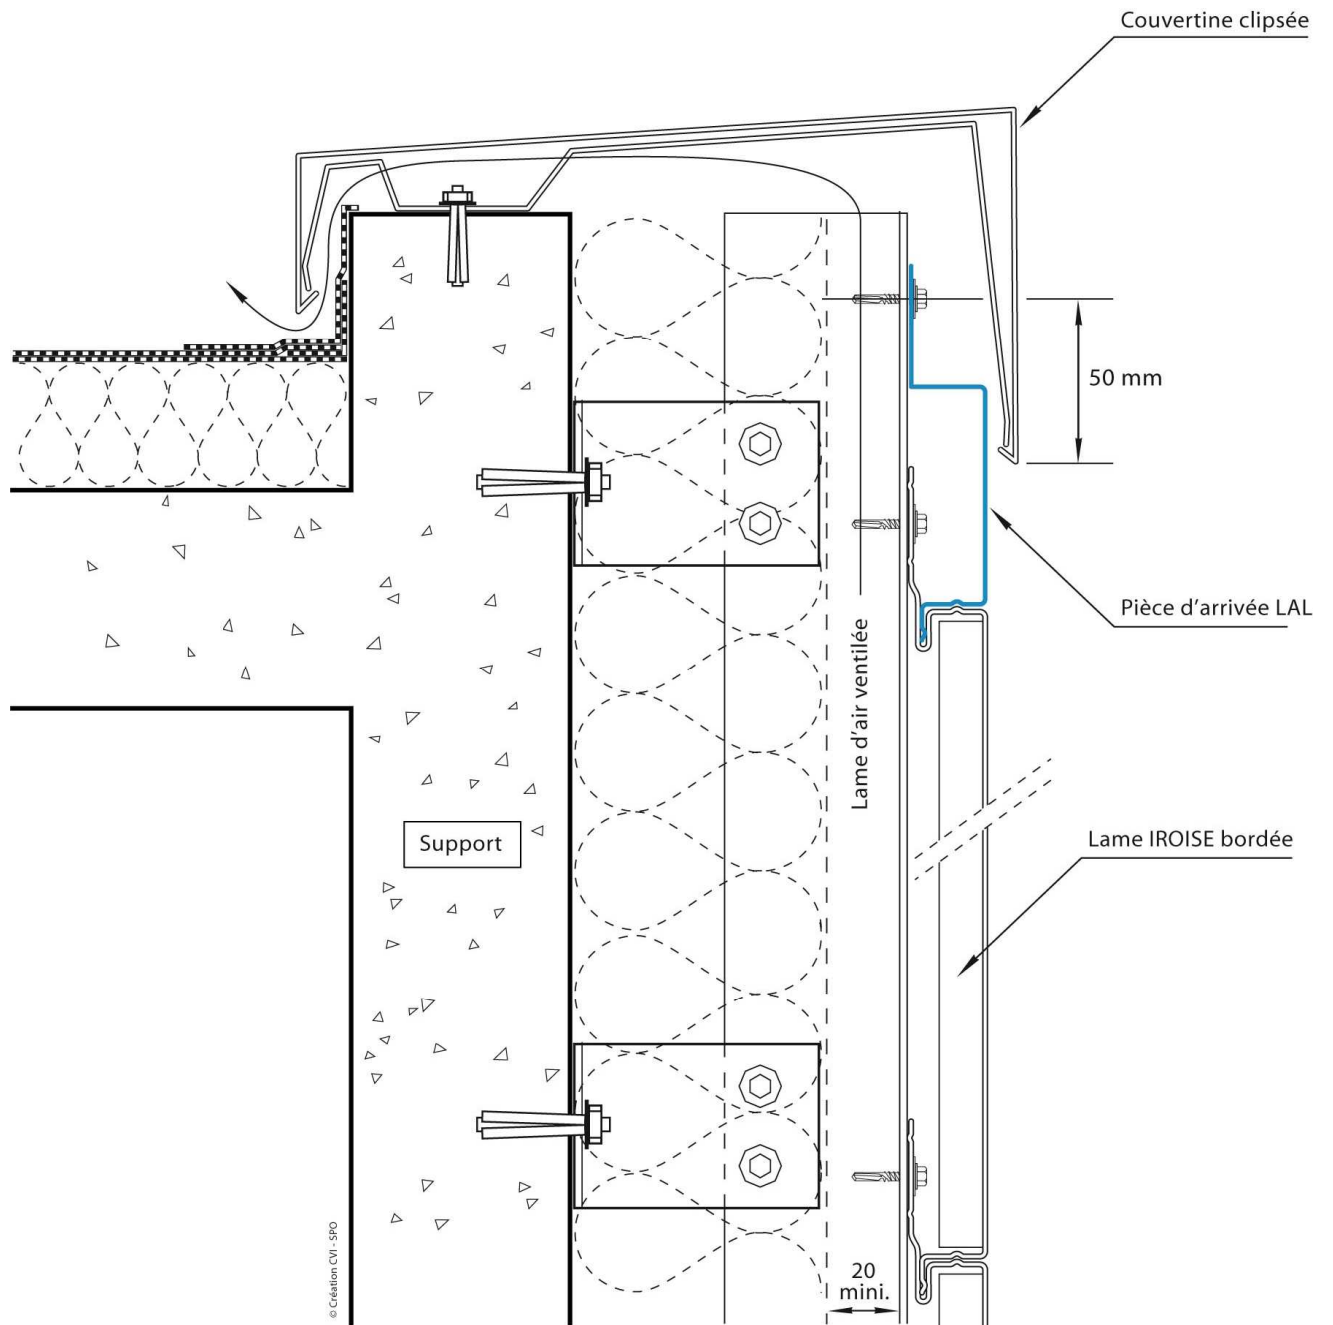 Couvertine clipsée
50 mm
Pièce d'arrivée LAL
Lame d'air ventilée
Support
Lame IROISE bordée
20
mini.
© Création CVI - SPO